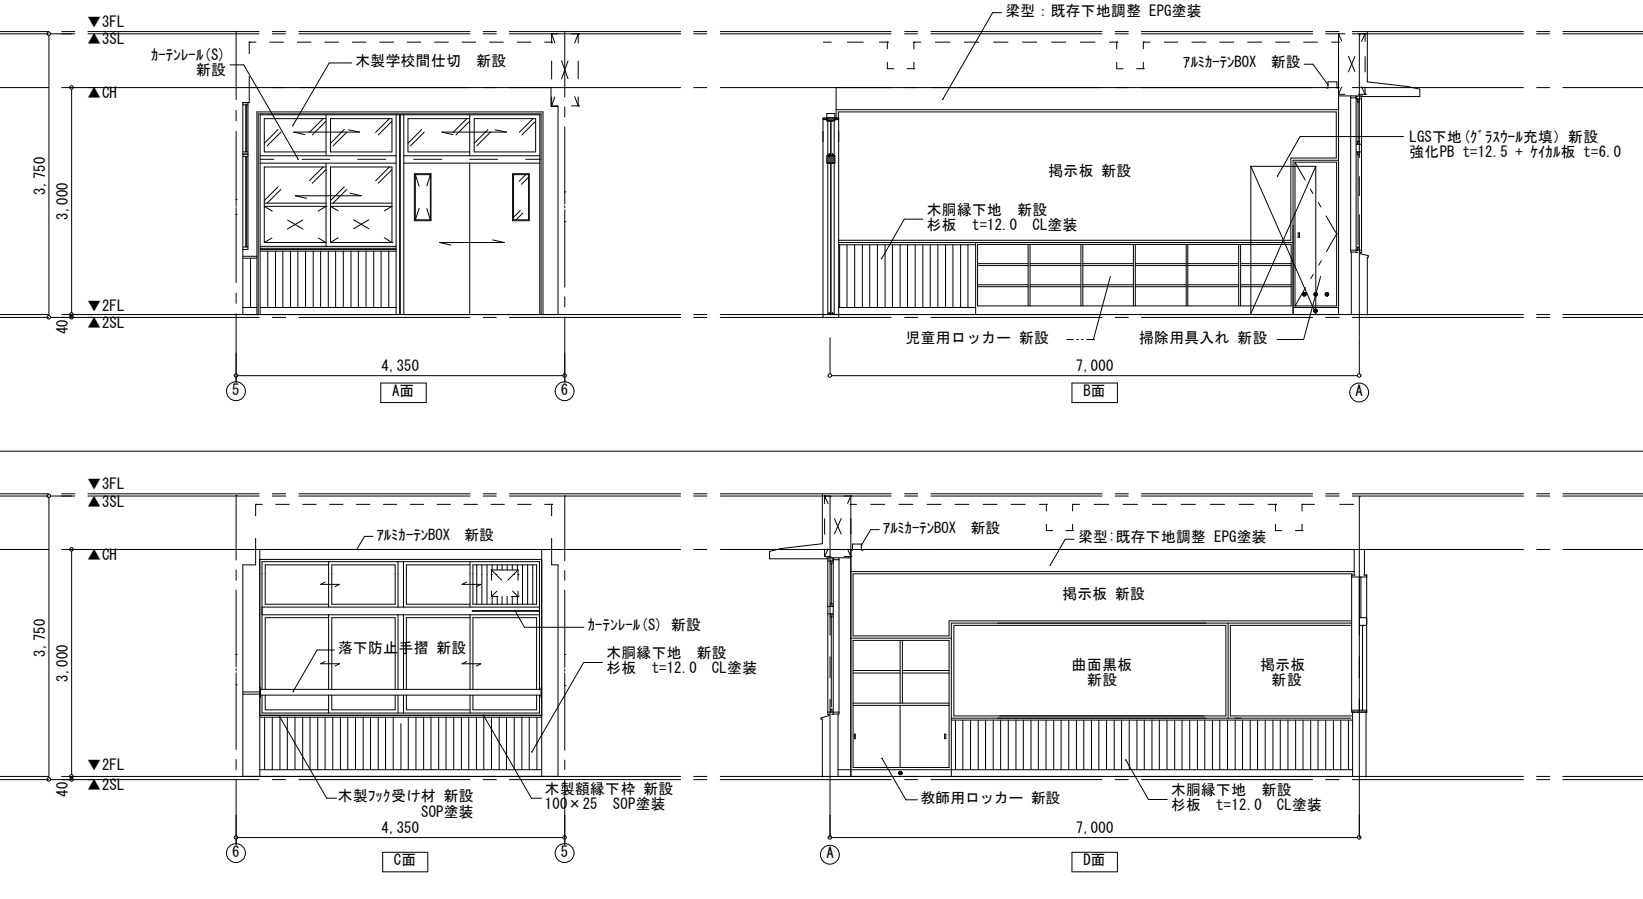 梁型：既存下地調整 EPG塗装
▼3FL
▲3SL
ｶｰﾃﾝﾚｰﾙ(S)
新設
木製学校間仕切　新設
ｱﾙﾐｶｰﾃﾝBOX　新設
▲CH
LGS下地(ｸﾞﾗｽｳｰﾙ充填) 新設
強化PB t=12.5 + ｹｲｶﾙ板 t=6.0
3,750
3,000
掲示板 新設
木胴縁下地　新設
杉板　t=12.0　CL塗装
▼2FL
40
▲2SL
児童用ロッカー 新設
掃除用具入れ 新設
4,350
7,000
5
A面
6
B面
A
▼3FL
▲3SL
ｱﾙﾐｶｰﾃﾝBOX　新設
ｱﾙﾐｶｰﾃﾝBOX　新設
梁型:既存下地調整 EPG塗装
▲CH
掲示板 新設
ｶｰﾃﾝﾚｰﾙ(S) 新設
3,750
3,000
落下防止手摺 新設
木胴縁下地　新設
杉板　t=12.0　CL塗装
曲面黒板
新設
掲示板
新設
▼2FL
40
▲2SL
木製ﾌｯｸ受け材 新設
SOP塗装
木製額縁下枠 新設
100×25　SOP塗装
教師用ロッカー 新設
木胴縁下地　新設
杉板　t=12.0　CL塗装
4,350
7,000
6
C面
5
A
D面